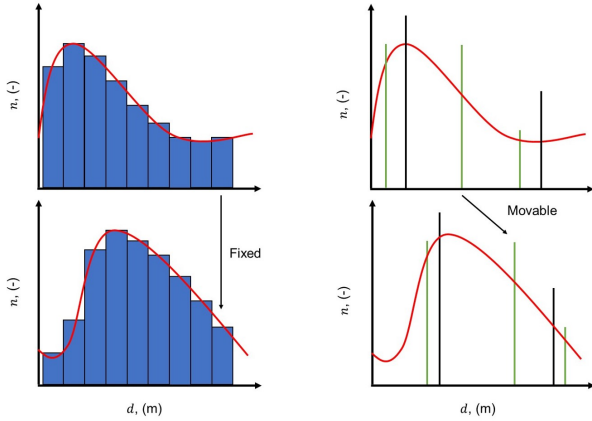 n, (-)
n, (-)
Fixed
Movable
n, (-)
n, (-)
d, (m)
d, (m)